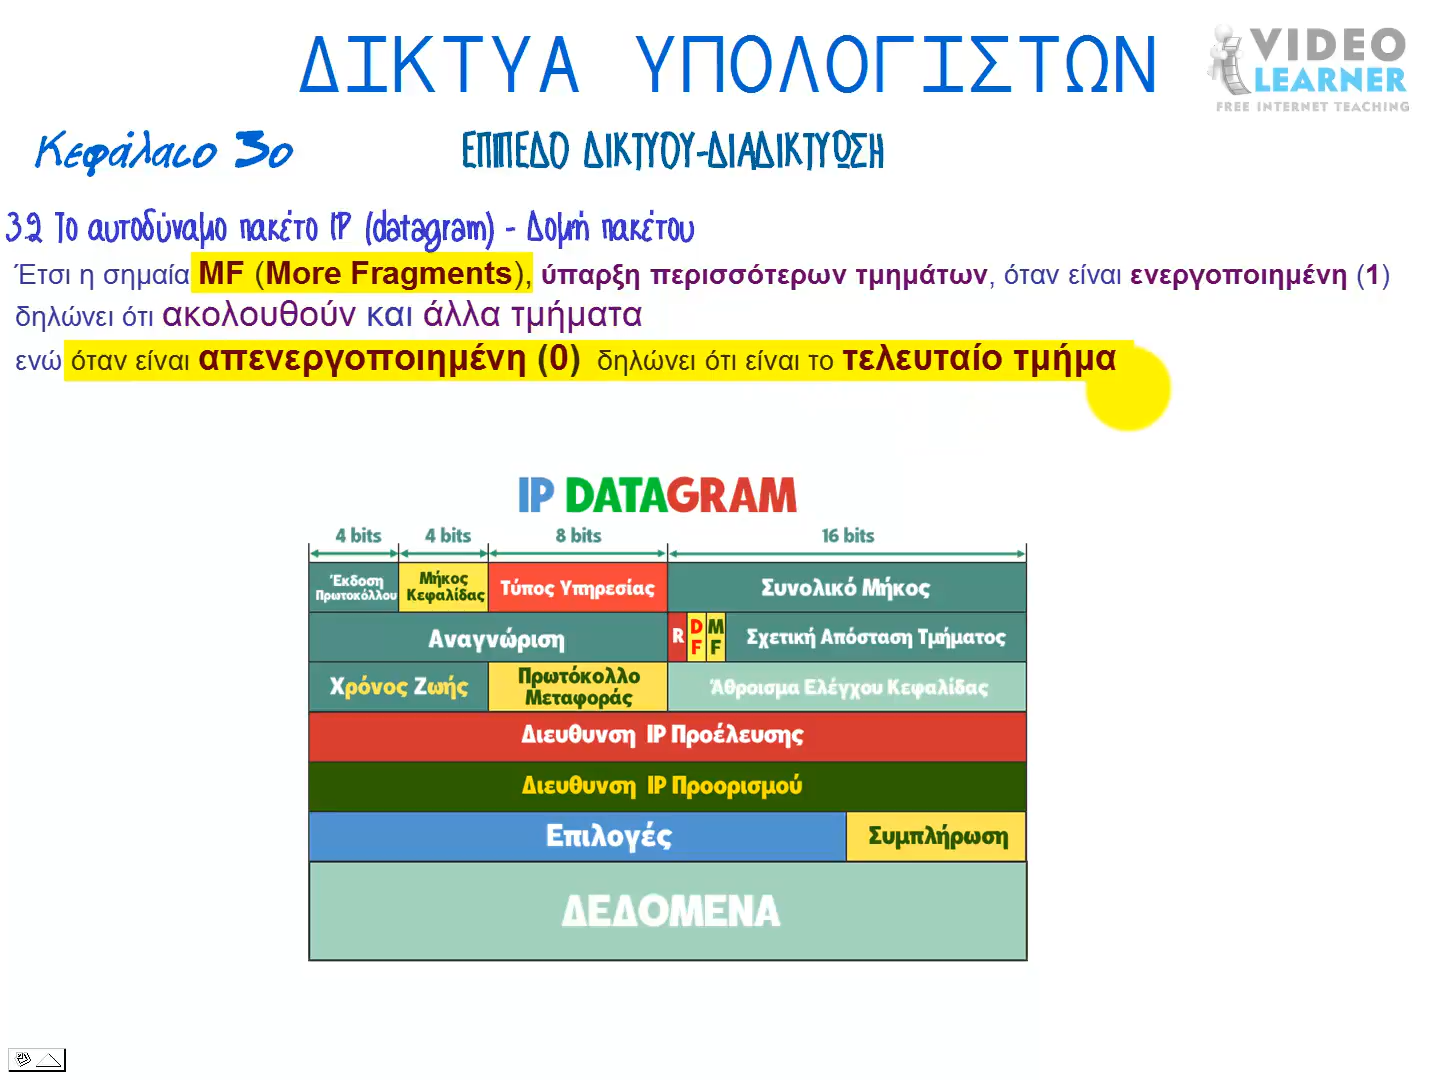 ΔΙΚΤΥΑ ΥΠΟΛΟΓΙΣΤΩΝ
VIDEO
LEARNER
FREE INTERNET TEACHING
Κεφάλαιο 3ο
ΕΠΙΠΕΔΟ ΔΙΚΤΥΟΥ-ΔΙΑΔΙΚΤΥΩΣΗ
3.2 Το αυτοδύναμο πακέτο IP (datagram) - Δομή πακέτου
Έτσι η σημαία MF (More Fragments), ύπαρξη περισσότερων τμημάτων, όταν είναι ενεργοποιημένη (1)
δηλώνει ότι ακολουθούν και άλλα τμήματα
ενώ όταν είναι απενεργοποιημένη (0) δηλώνει ότι είναι το τελευταίο τμήμα
IP DATAGRAM
4 bits 4 bits 8 bits 16 bits
Έκδοση Πρωτοκόλλου
Μήκος Κεφαλίδας
Τύπος Υπηρεσίας
Συνολικό Μήκος
Αναγνώριση
R
DF
MF
Σχετική Απόσταση Τμήματος
Χρόνος Ζωής
Πρωτόκολλο Μεταφοράς
Άθροισμα Ελέγχου Κεφαλίδας
Διευθυνση IP Προέλευσης
Διευθυνση IP Προορισμού
Επιλογές
Συμπλήρωση
ΔΕΔΟΜΕΝΑ